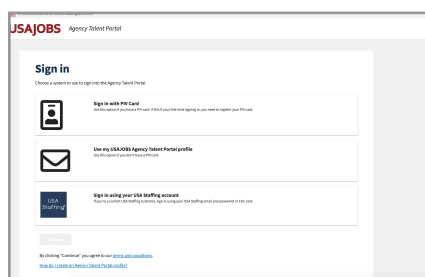 USAJOBS Agency Talent Portal
Sign in
Choose a system to use to sign into the Agency Talent Portal.
Sign in with PIV Card
Use this option if you have a PIV card. If this if your first time signing in, you need to register your PIV card.
Use my USAJOBS Agency Talent Portal profile
Use this option if you don't have a PIV card.
USA
Staffing®
Sign in using your USA Staffing account
If you're a current USA Staffing customer, sign in using your USA Staffing email and password or CAC card.
By clicking "Continue" you agree to our terms and conditions.
How do I create an Agency Talent Portal profile?